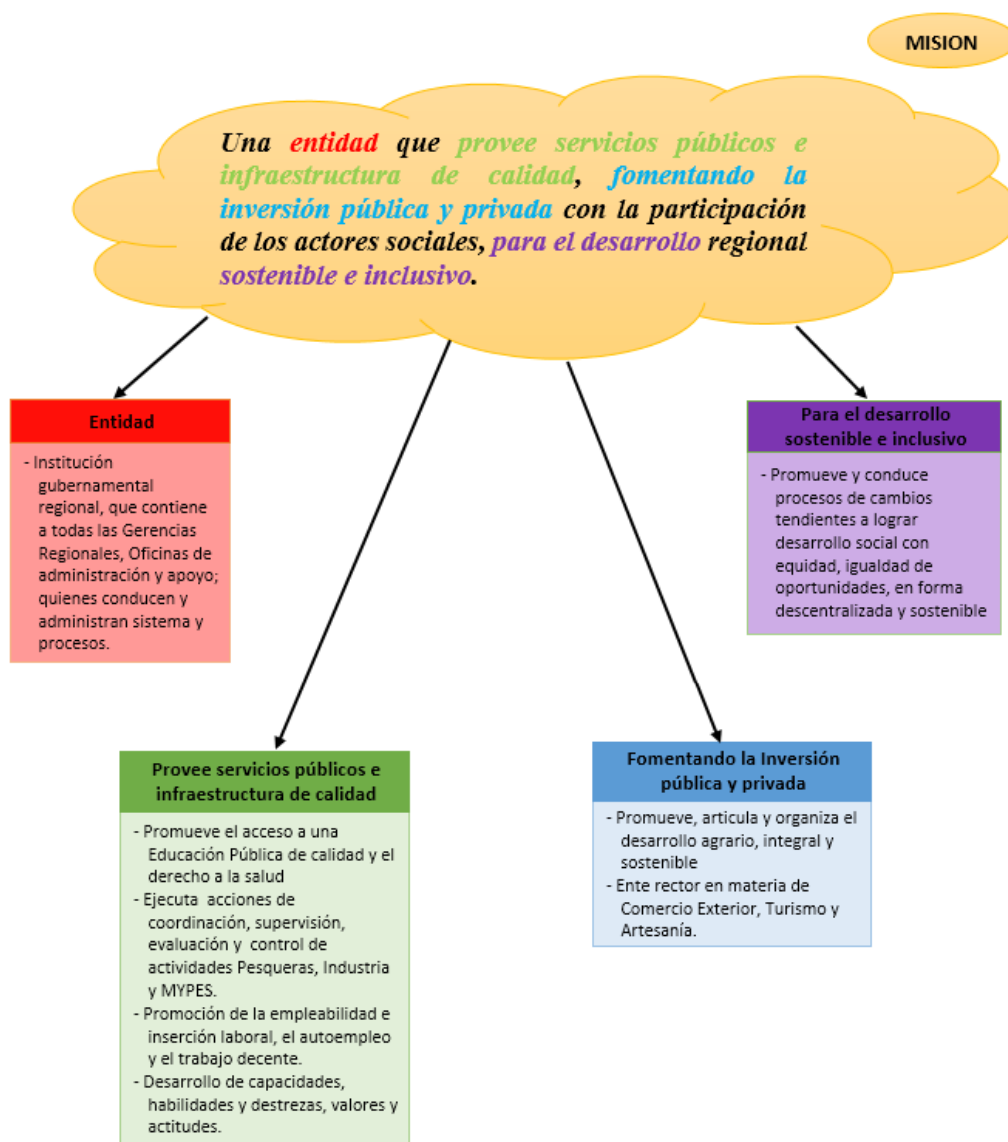 MISION
Una entidad que provee servicios públicos e
infraestructura de calidad, fomentando la
inversión pública y privada con la participación
de los actores sociales, para el desarrollo regional
sostenible e inclusivo.
Entidad
- Institución
gubernamental
regional, que contiene
a todas las Gerencias
Regionales, Oficinas de
administración y apoyo;
quienes conducen y
administran sistema y
procesos.
Para el desarrollo
sostenible e inclusivo
- Promueve y conduce
procesos de cambios
tendientes a lograr
desarrollo social con
equidad, igualdad de
oportunidades, en forma
descentralizada y sostenible
Provee servicios públicos e
infraestructura de calidad
- Promueve el acceso a una
Educación Pública de calidad y el
derecho a la salud
- Ejecuta acciones de
coordinación, supervisión,
evaluación y control de
actividades Pesqueras, Industria
y MYPES.
- Promoción de la empleabilidad e
inserción laboral, el autoempleo
y el trabajo decente.
- Desarrollo de capacidades,
habilidades y destrezas, valores y
actitudes.
Fomentando la Inversión
pública y privada
- Promueve, articula y organiza el
desarrollo agrario, integral y
sostenible
- Ente rector en materia de
Comercio Exterior, Turismo y
Artesanía.